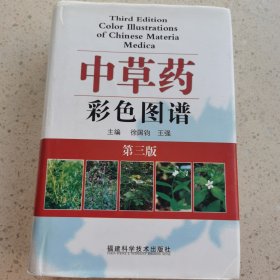 Third Edition
Color Illustrations
of Chinese Materia
Medica
中草药
彩色图谱
主编 徐国钧 王强
第三版
福建科学技术出版社